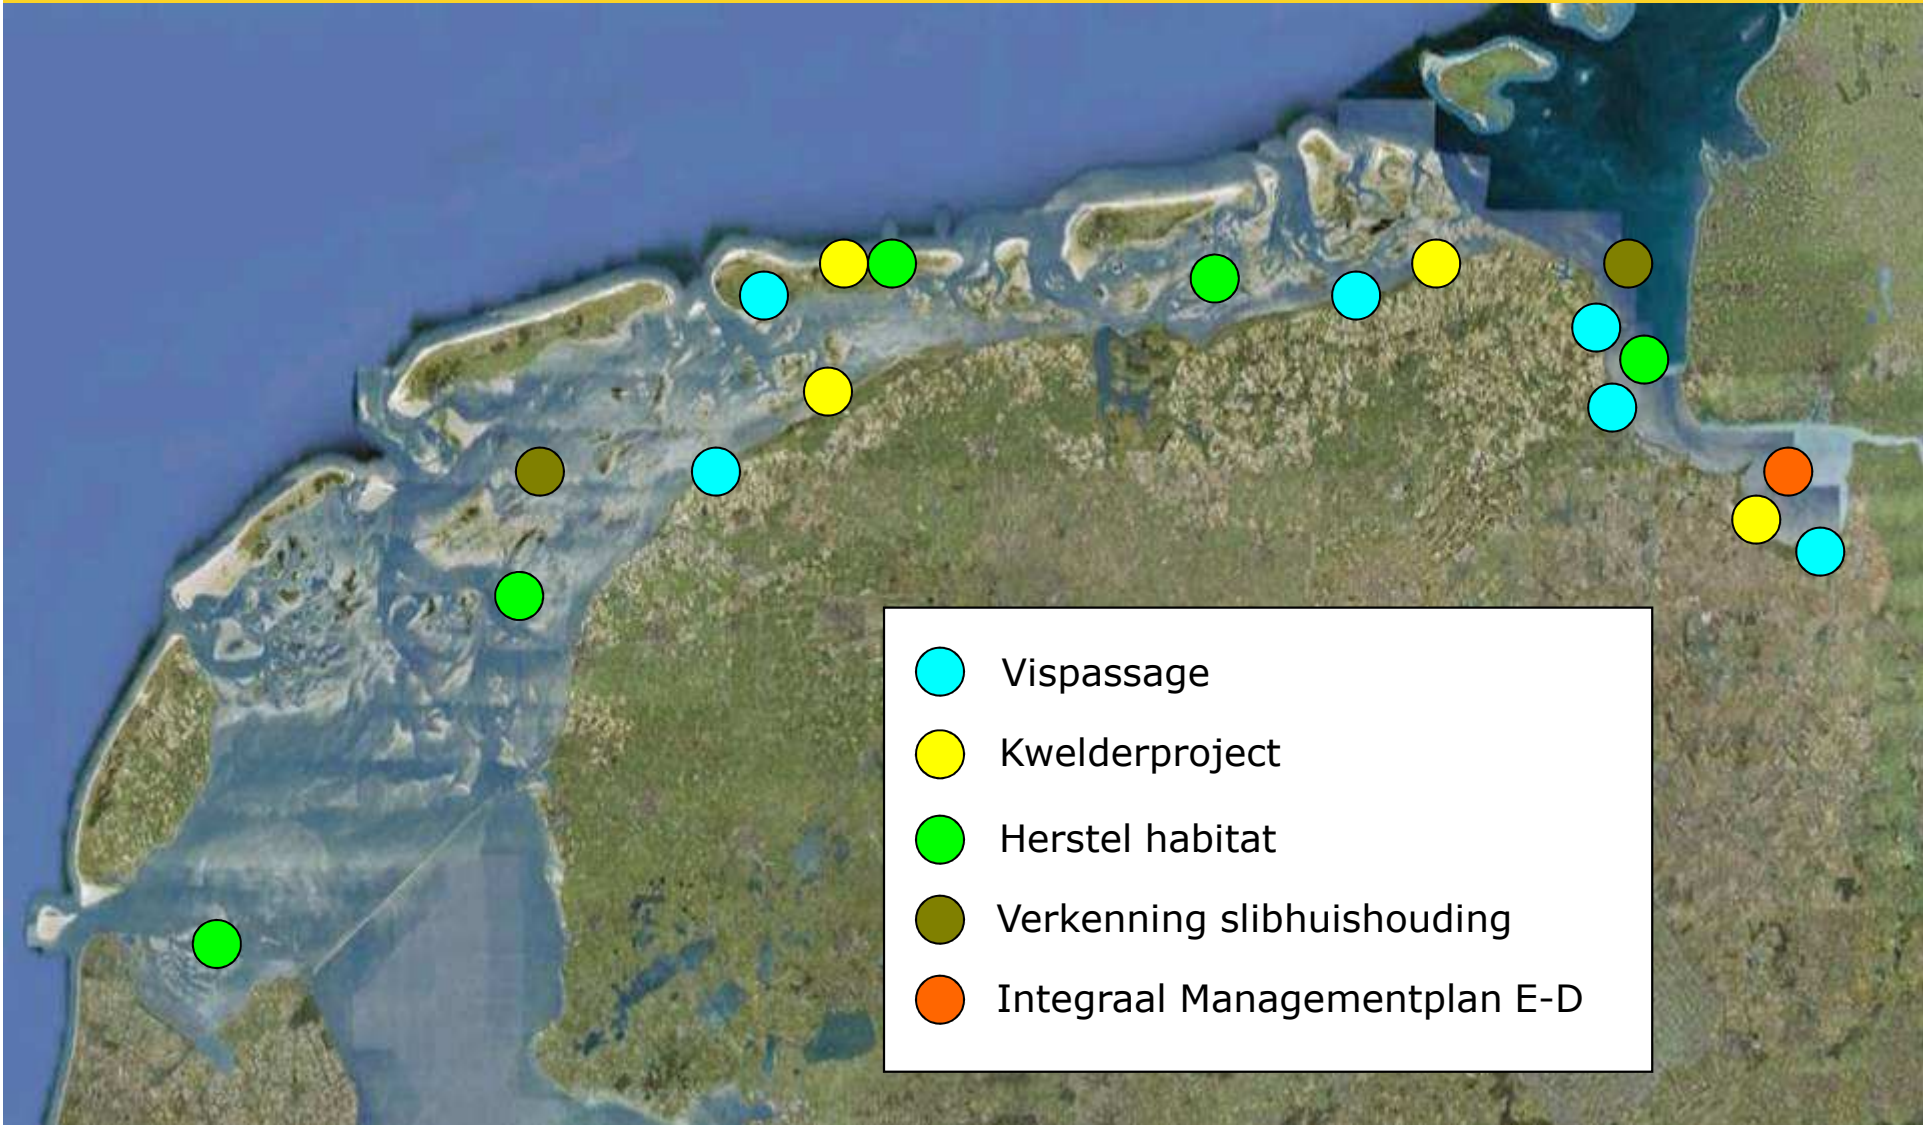 Vispassage
Kwelderproject
Herstel habitat
Verkenning slibhuishouding
Integraal Managementplan E-D